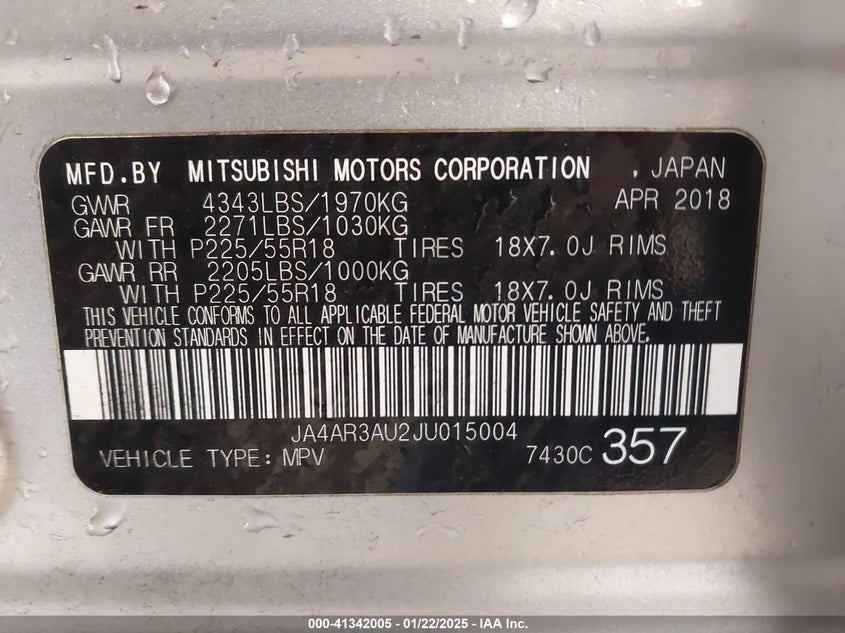 MFD.BY MITSUBISHI MOTORS CORPORATION , JAPAN
GVWR 4343LBS/1970KG APR 2018
GAWR FR 2271LBS/1030KG
WITH P225/55R18 TIRES 18X7.0J RIMS
GAWR RR 2205LBS/1000KG
WITH P225/55R18 TIRES 18X7.0J RIMS
THIS VEHICLE CONFORMS TO ALL APPLICABLE FEDERAL MOTOR VEHICLE SAFETY AND THEFT
PREVENTION STANDARDS IN EFFECT ON THE DATE OF MANUFACTURE SHOWN ABOVE.
JA4AR3AU2JU015004
VEHICLE TYPE: MPV 7430C 357
000-41342005 - 01/22/2025 - IAA Inc.